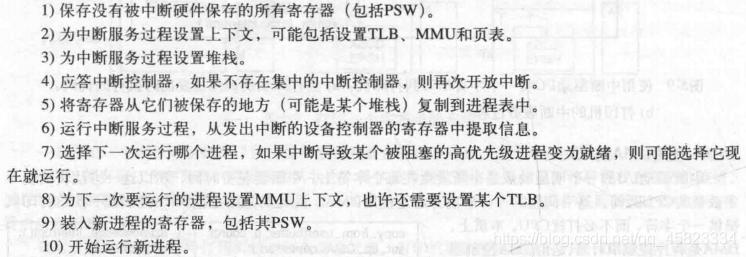 1) 保存没有被中断硬件保存的所有寄存器（包括PSW）。
2) 为中断服务过程设置上下文，可能包括设置TLB、MMU和页表。
3) 为中断服务过程设置堆栈。
4) 应答中断控制器，如果不存在集中的中断控制器，则再次开放中断。
5) 将寄存器从它们被保存的地方（可能是某个堆栈）复制到进程表中。
6) 运行中断服务过程，从发出中断的设备控制器的寄存器中提取信息。
7) 选择下一次运行哪个进程，如果中断导致某个被阻塞的高优先级进程变为就绪，则可能选择它现
在就运行。
8) 为下一次要运行的进程设置MMU上下文，也许还需要设置某个TLB。
9) 装入新进程的寄存器，包括其PSW。
10) 开始运行新进程。
https://blog.csdn.net/qq_45323334